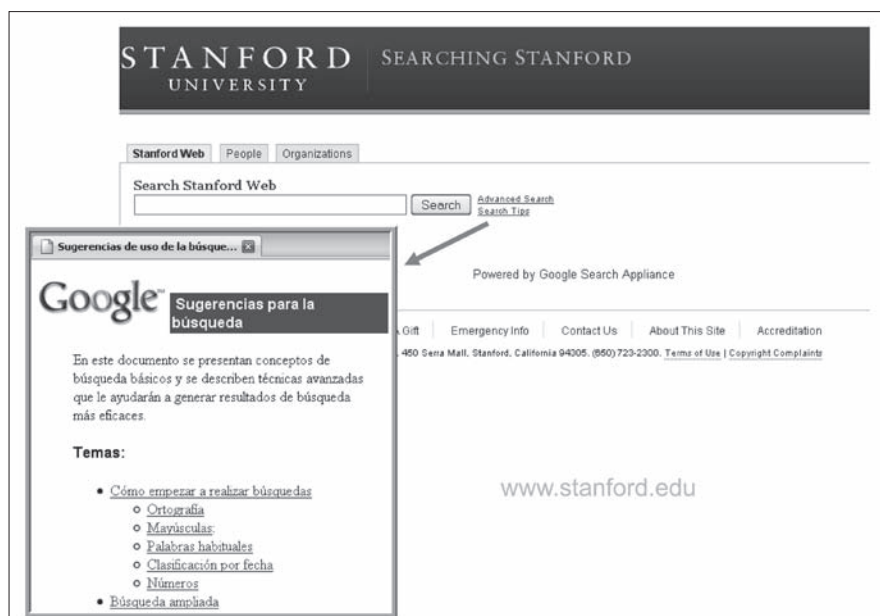 STANFORD
UNIVERSITY
SEARCHING STANFORD
Stanford Web People Organizations
Search Stanford Web
Search
Advanced Search
Search Tips
Powered by Google Search Appliance
Gift Emergency Info Contact Us About This Site Accreditation
450 Serra Mall, Stanford, California 94005. (650) 723-2300. Terms of Use | Copyright Complaints
www.stanford.edu
Sugerencias de uso de la búsque...
Google™
Sugerencias para la
búsqueda
En este documento se presentan conceptos de
búsqueda básicos y se describen técnicas avanzadas
que le ayudarán a generar resultados de búsqueda
más eficaces.
Temas:
• Cómo empezar a realizar búsquedas
o Ortografía
o Mayúsculas:
o Palabras habituales
o Clasificación por fecha
o Números
• Búsqueda ampliada